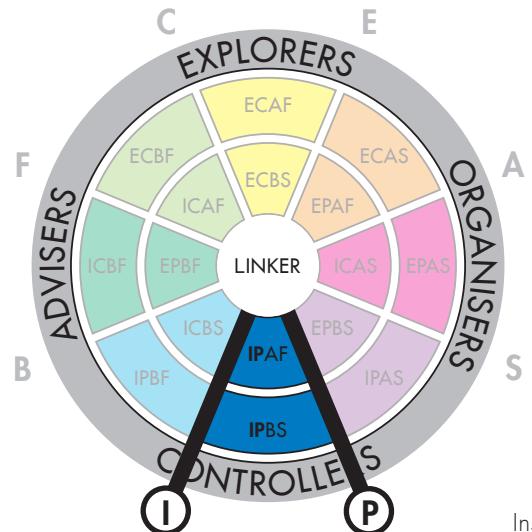 C
E
EXPLORERS
ECAF
ECBF
ECAS
F
ECBS
A
ICAF
EPAF
ADVISERS
ORGANISERS
ICBF
EPBF
LINKER
ICAS
EPAS
ICBS
EPBS
B
IPAF
S
IPBF
IPAS
IPBS
CONTROLLERS
I
P
In